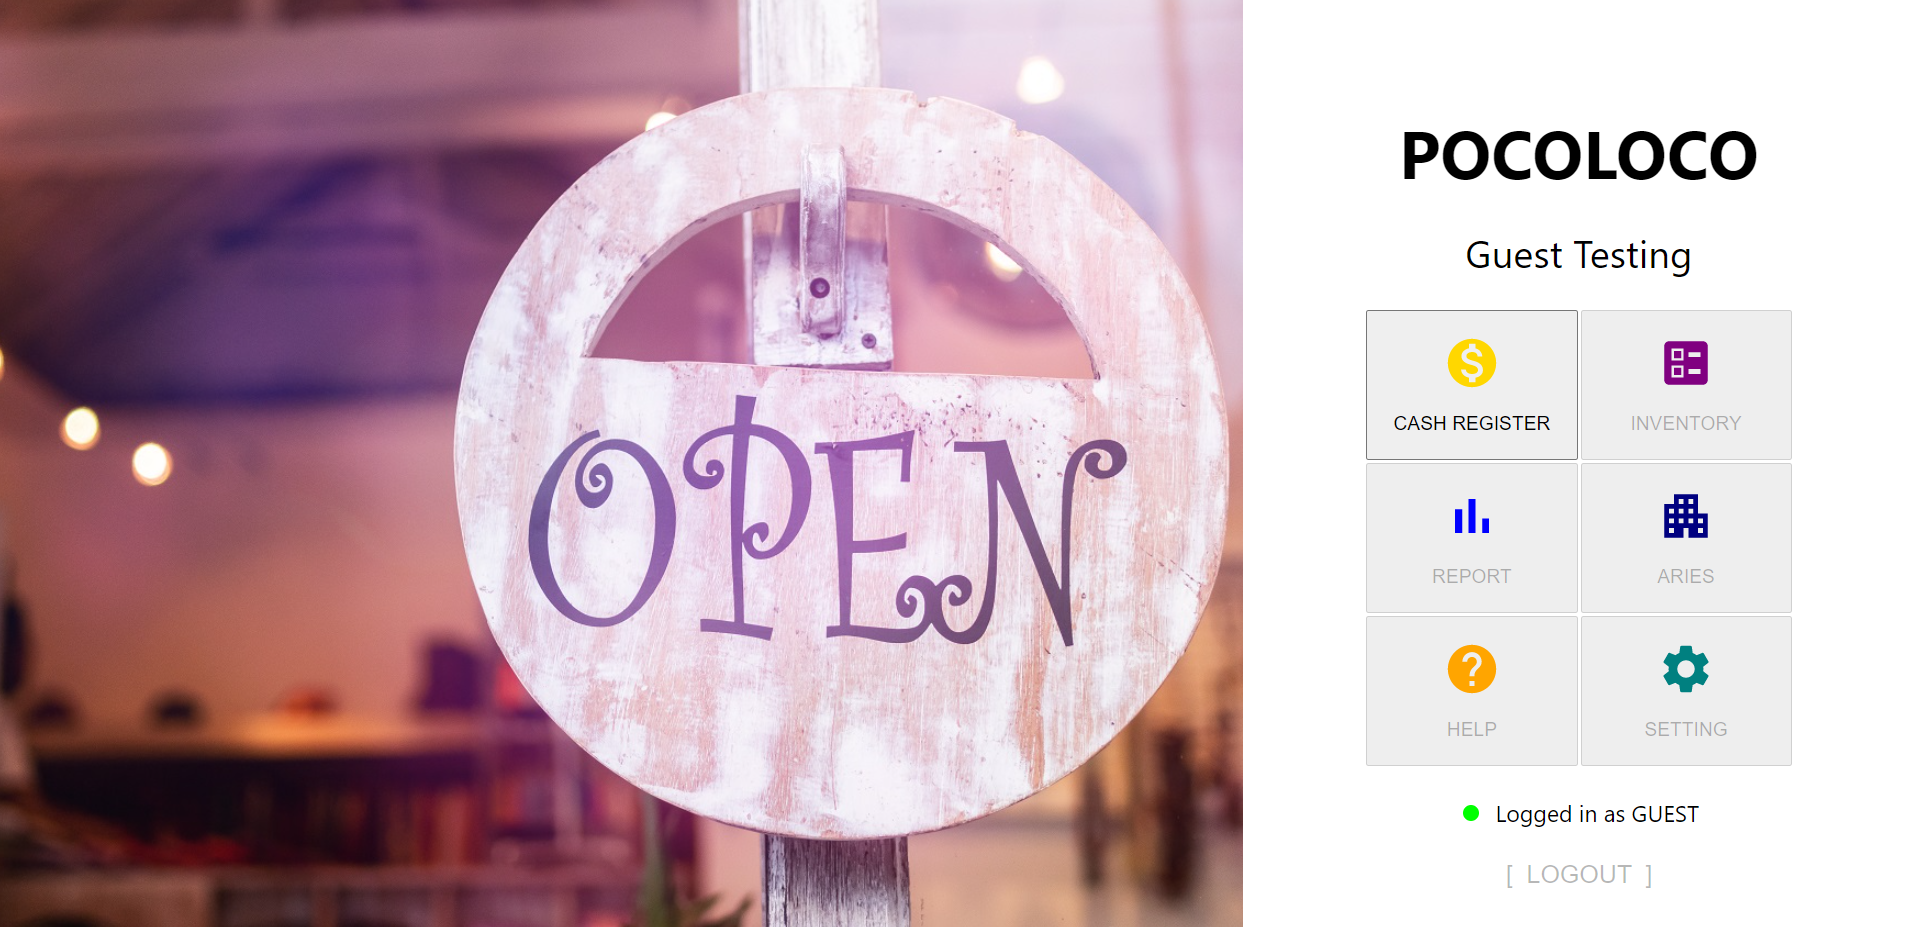 OPEN
POCOLOCO
Guest Testing
CASH REGISTER
INVENTORY
REPORT
ARIES
HELP
SETTING
Logged in as GUEST
[ LOGOUT ]